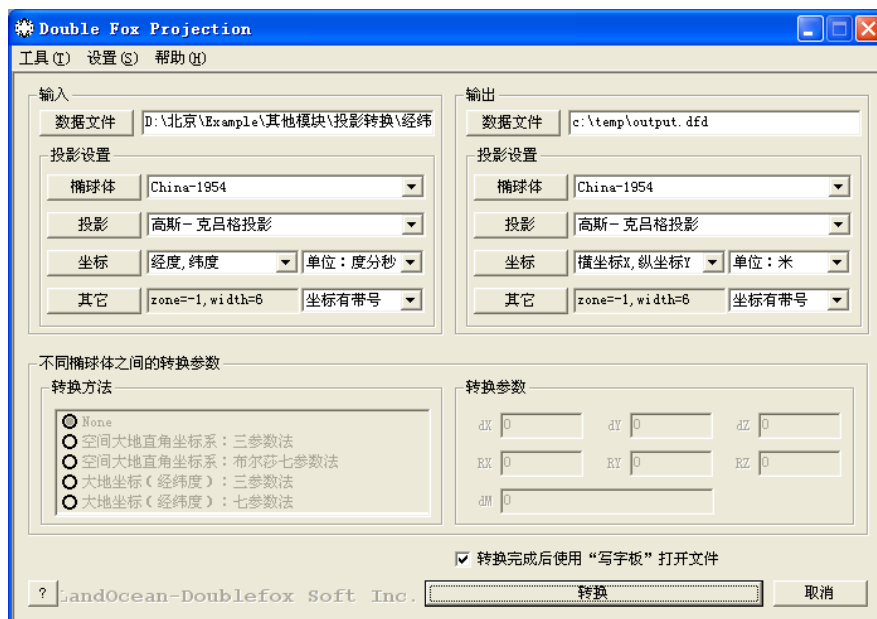 Double Fox Projection
工具(T) 设置(S) 帮助(H)
输入
数据文件 D:\北京\Example\其他模块\投影转换\经纬
投影设置
椭球体 China-1954
投影 高斯-克吕格投影
坐标 经度,纬度 单位：度分秒
其它 zone=-1,width=6 坐标有带号
输出
数据文件 c:\temp\output.dfd
投影设置
椭球体 China-1954
投影 高斯-克吕格投影
坐标 横坐标X,纵坐标Y 单位：米
其它 zone=-1,width=6 坐标有带号
不同椭球体之间的转换参数
转换方法
None
空间大地直角坐标系：三参数法
空间大地直角坐标系：布尔莎七参数法
大地坐标(经纬度)：三参数法
大地坐标(经纬度)：七参数法
转换参数
dX 0 dY 0 dZ 0
RX 0 RY 0 RZ 0
dM 0
转换完成后使用“写字板”打开文件
? LandOcean-Doublefox Soft Inc. 转换 取消